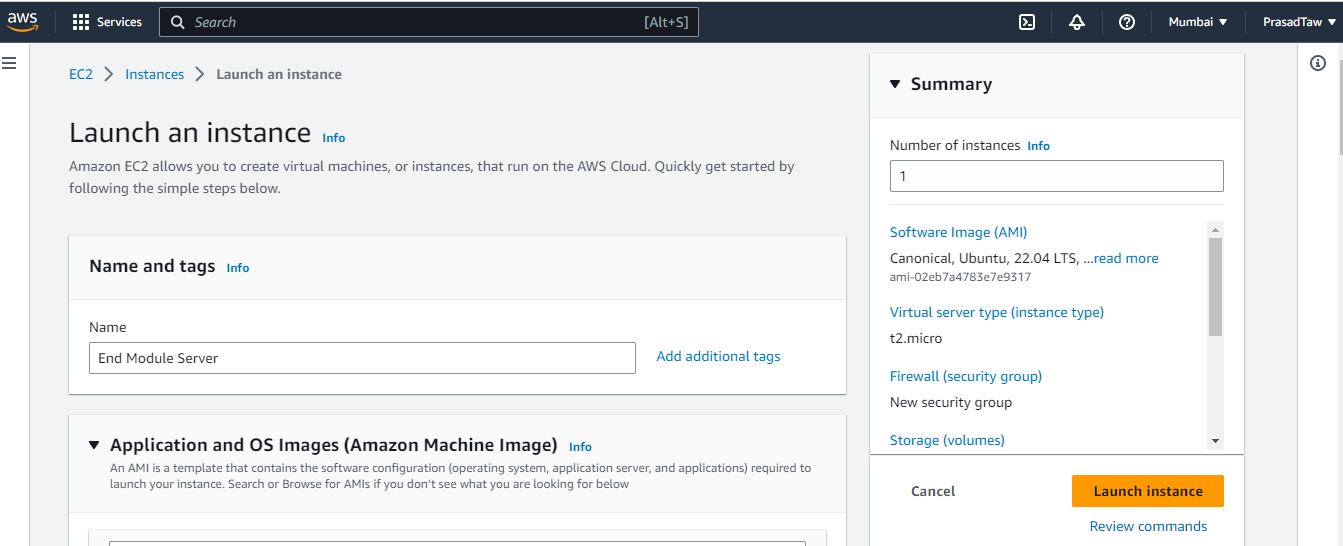 aws
Services
Search
[Alt+S]
Mumbai
PrasadTaw
EC2
Instances
Launch an instance
Launch an instance Info
Amazon EC2 allows you to create virtual machines, or instances, that run on the AWS Cloud. Quickly get started by
following the simple steps below.
Name and tags Info
Name
End Module Server
Add additional tags
Application and OS Images (Amazon Machine Image) Info
An AMI is a template that contains the software configuration (operating system, application server, and applications) required to
launch your instance. Search or Browse for AMIs if you don't see what you are looking for below
Summary
Number of instances Info
1
Software Image (AMI)
Canonical, Ubuntu, 22.04 LTS, ...read more
ami-02eb7a4783e7e9317
Virtual server type (instance type)
t2.micro
Firewall (security group)
New security group
Storage (volumes)
Cancel
Launch instance
Review commands